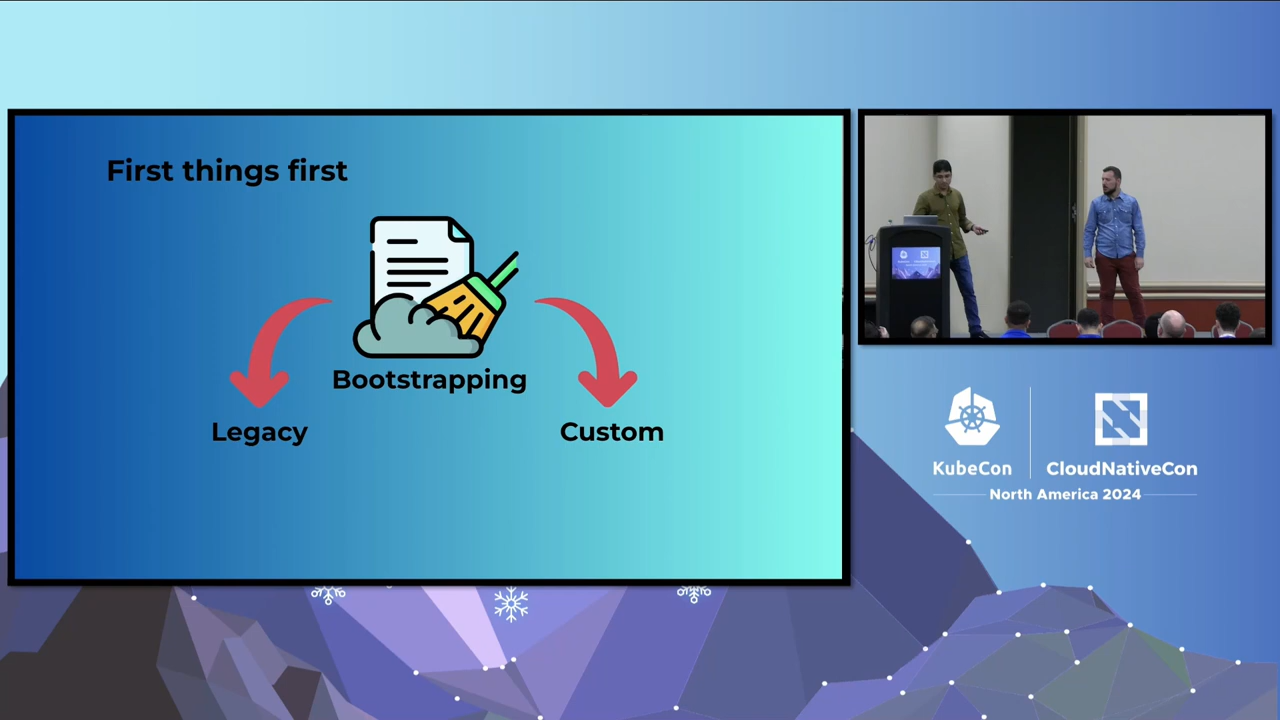 First things first
Bootstrapping
Legacy
Custom
KubeCon
CloudNativeCon
North America 2024